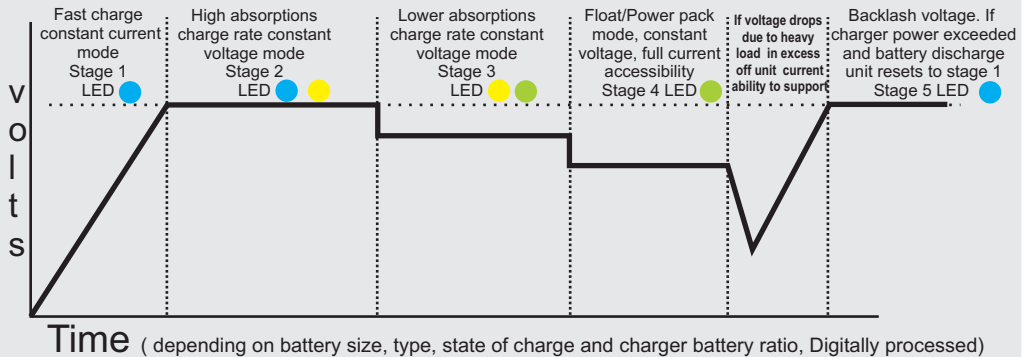 Fast charge
constant current
mode
Stage 1
LED
High absorptions
charge rate constant
voltage mode
Stage 2
LED
Lower absorptions
charge rate constant
voltage mode
Stage 3
LED
Float/Power pack
mode, constant
voltage, full current
accessibility
Stage 4 LED
If voltage drops
due to heavy
load in excess
off unit current
ability to support
Backlash voltage. If
charger power exceeded
and battery discharge
unit resets to stage 1
Stage 5 LED
volts
Time ( depending on battery size, type, state of charge and charger battery ratio, Digitally processed)